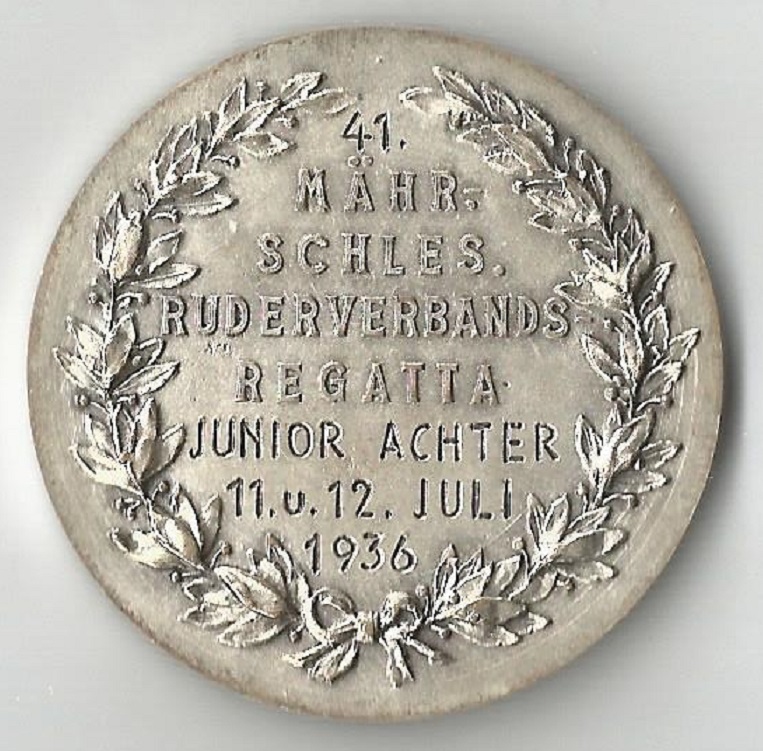 41.
MÄHR.-
SCHLES.
RUDERVERBANDS-
REGATTA
JUNIOR ACHTER
11. u. 12. JULI
1936